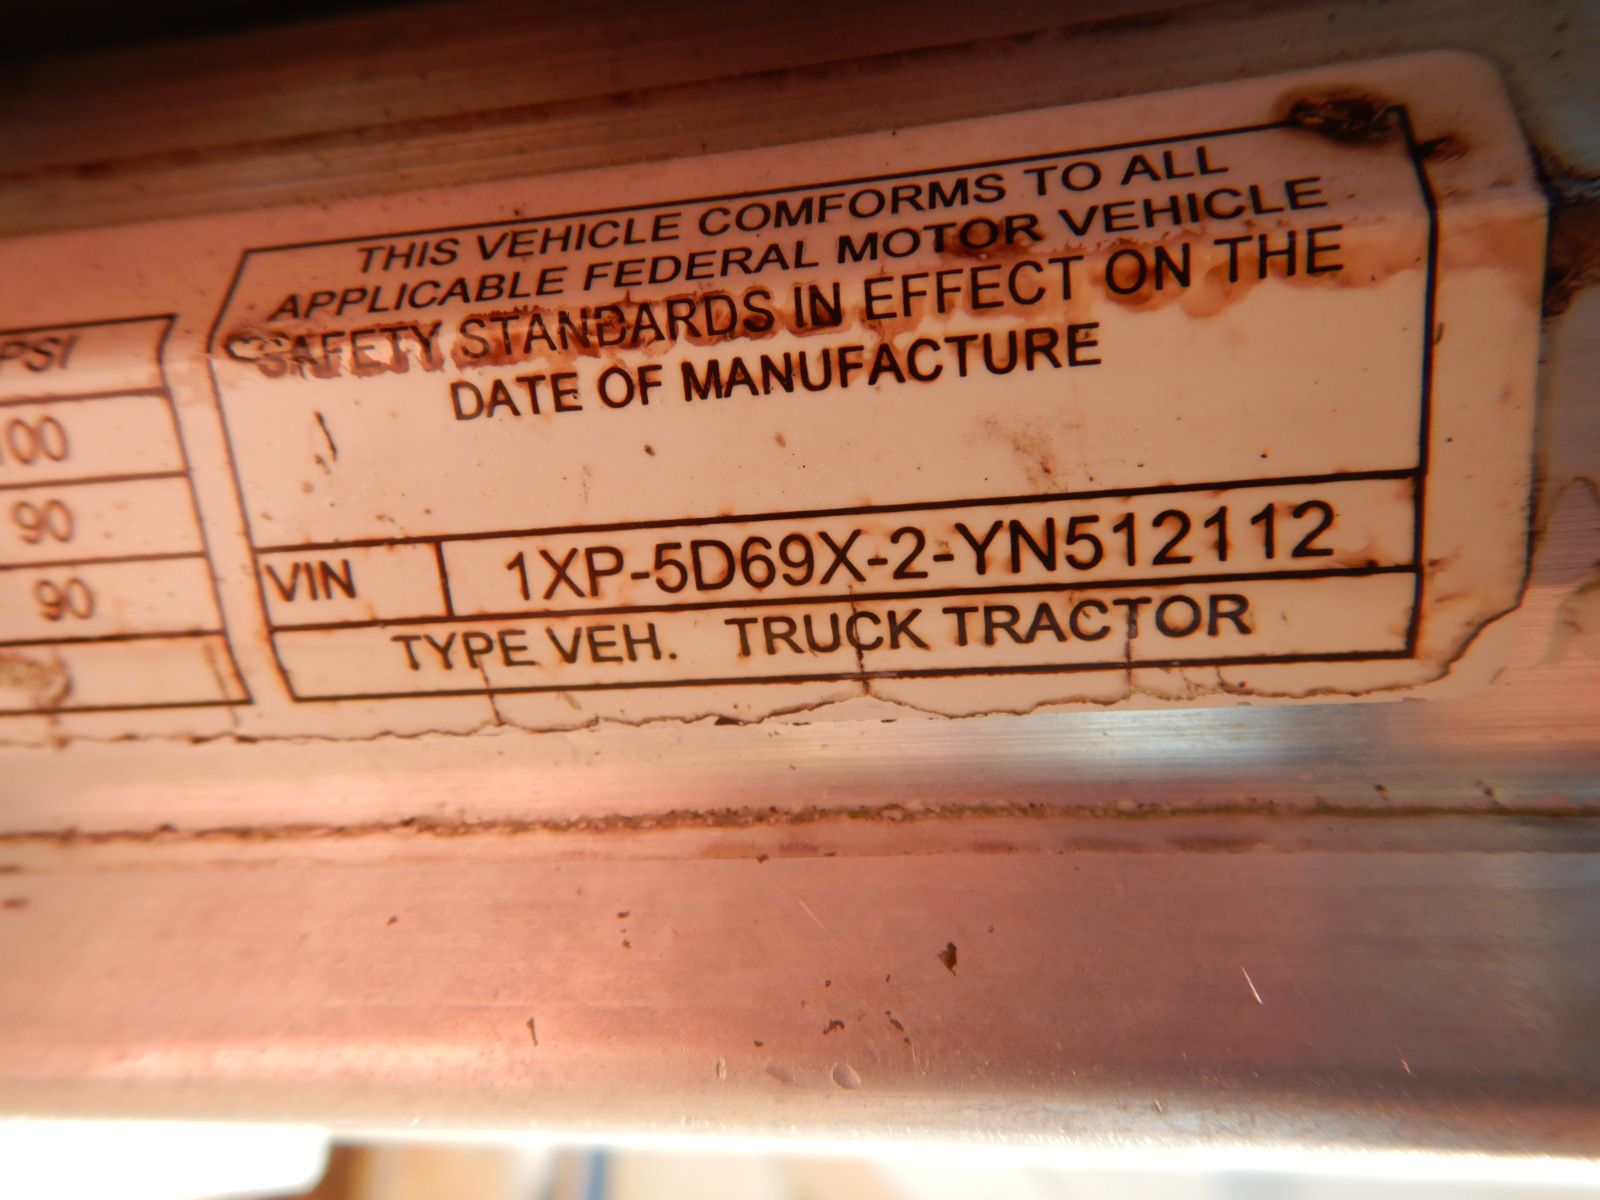 THIS VEHICLE COMFORMS TO ALL
APPLICABLE FEDERAL MOTOR VEHICLE
SAFETY STANDARDS IN EFFECT ON THE
DATE OF MANUFACTURE
PSI
100
90
90
VIN 1XP-5D69X-2-YN512112
TYPE VEH. TRUCK TRACTOR